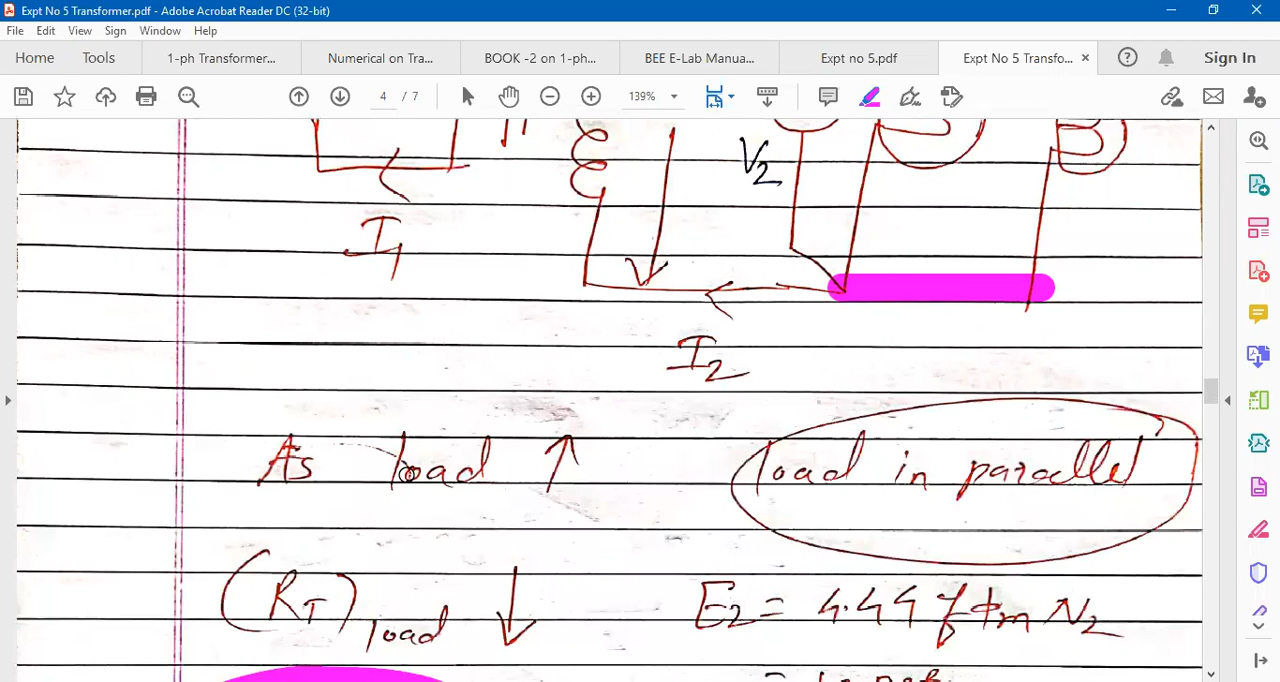 Expt No 5 Transformer.pdf - Adobe Acrobat Reader DC (32-bit)
File Edit View Sign Window Help
Home Tools 1-ph Transformer... Numerical on Tra... BOOK -2 on 1-ph... BEE E-Lab Manua... Expt no 5.pdf Expt No 5 Transfo... × Sign In
4 / 7 139%
V2
I1
I2
As load ↑ load in parallel
(RT)load ↓ E2 = 4.44 f ϕm N2